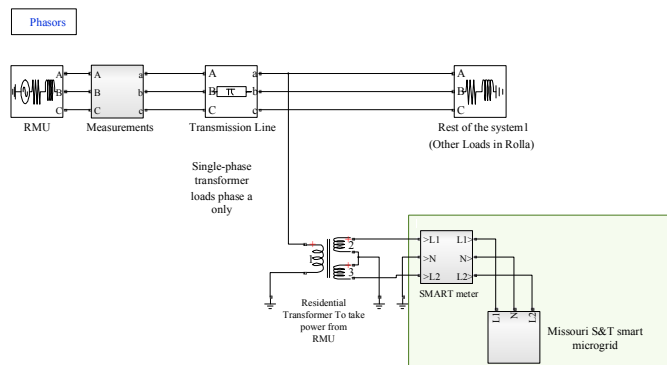 Phasors
A A a A a A
B B b B π b B
C C c C c C
RMU
Measurements
Transmission Line
Rest of the system1
(Other Loads in Rolla)
Single-phase
transformer
loads phase a
only
+
1
+
2
+
3
Residential
Transformer To take
power from
RMU
>L1 L1>
>N N>
>L2 L2>
SMART meter
L1 N L2
Missouri S&T smart
microgrid